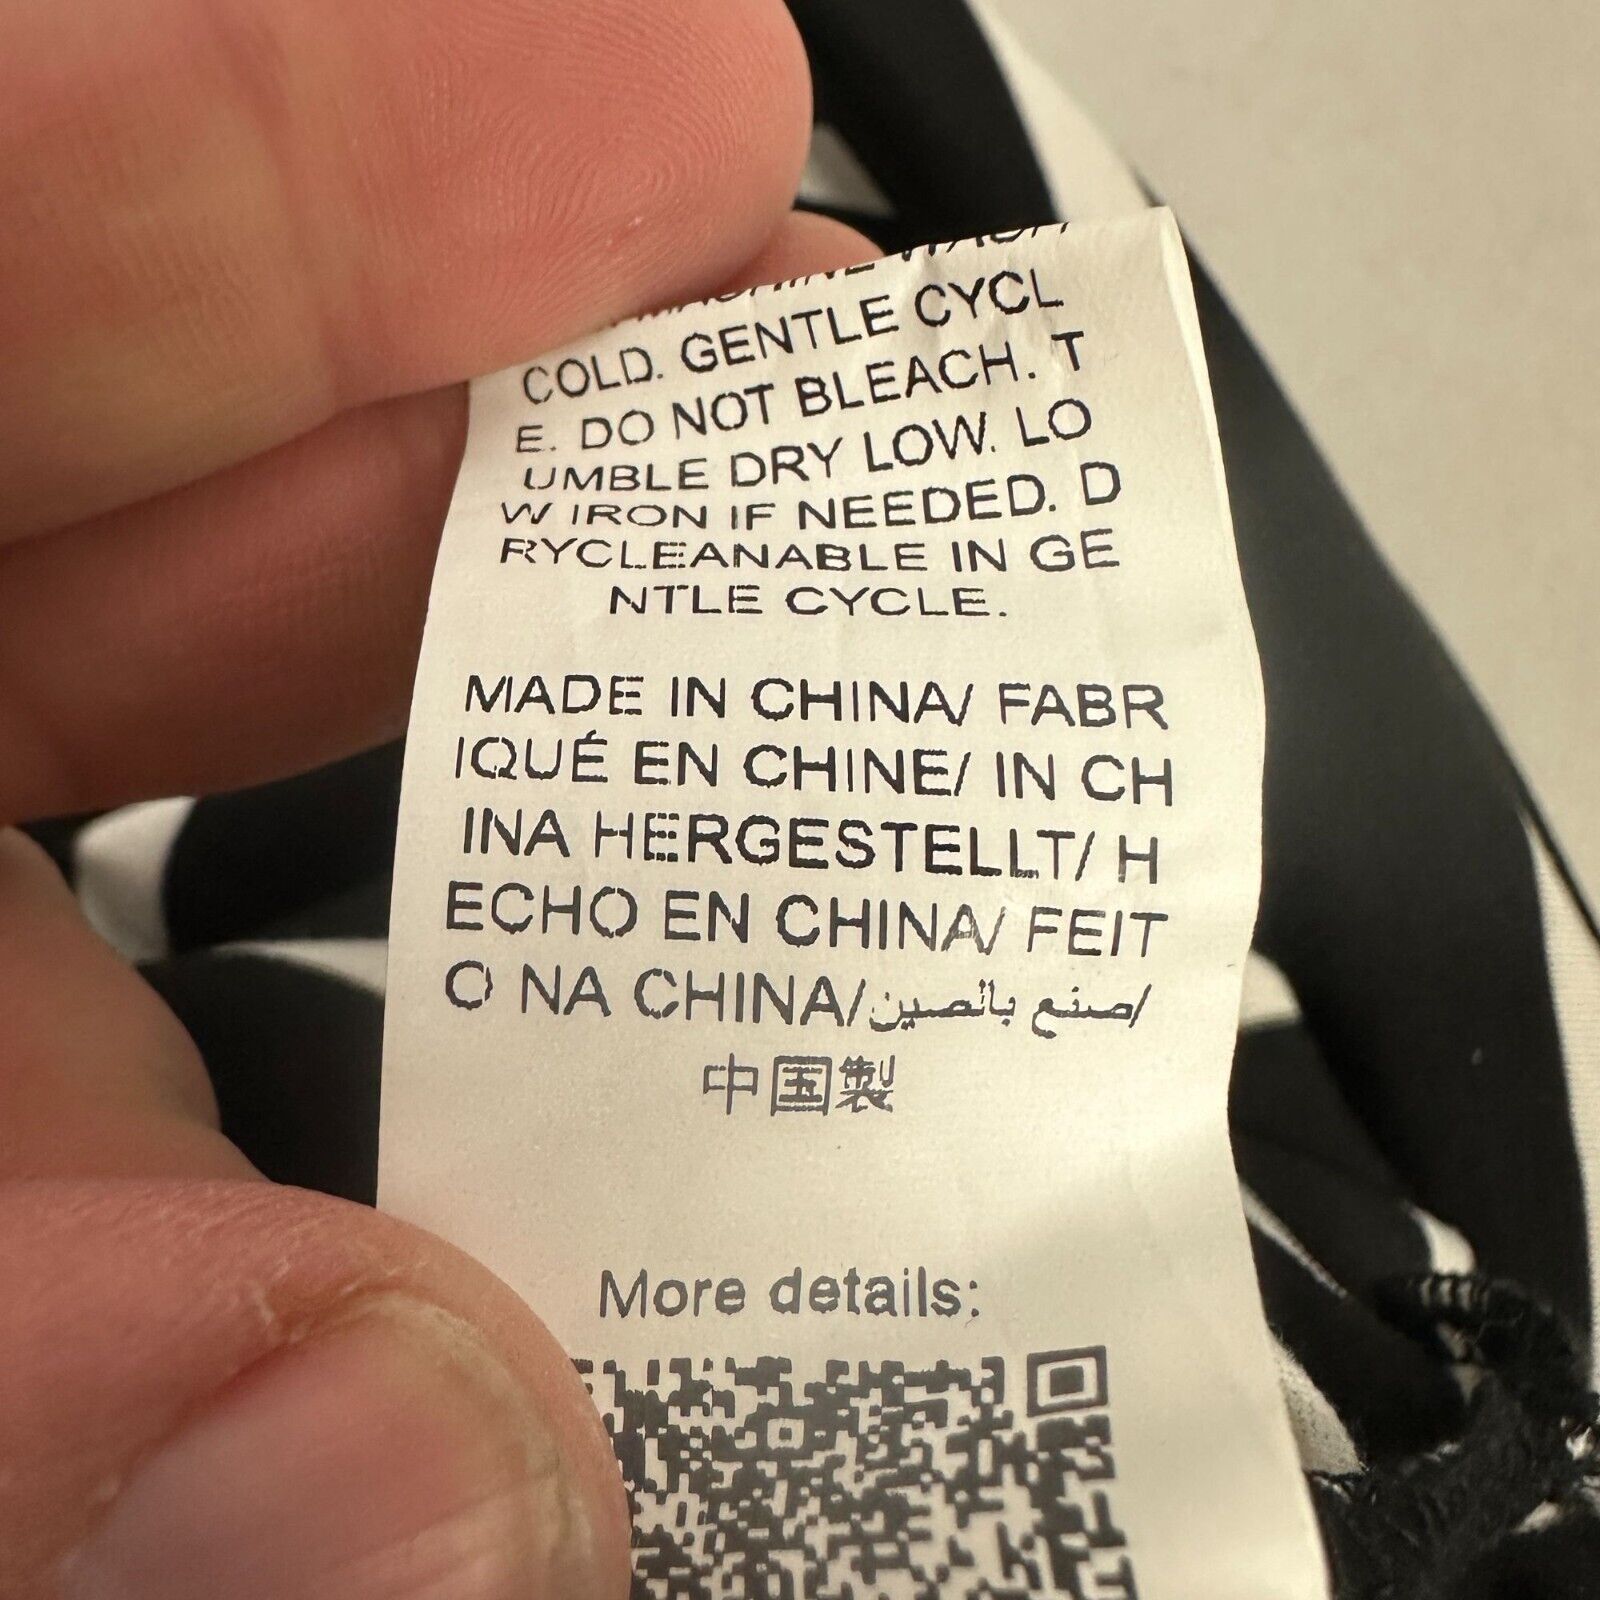 MACHINE WASH
COLD. GENTLE CYCL
E. DO NOT BLEACH. T
UMBLE DRY LOW. LO
W IRON IF NEEDED. D
RYCLEANABLE IN GE
NTLE CYCLE.
MADE IN CHINA/ FABR
IQUÉ EN CHINE/ IN CH
INA HERGESTELLT/ H
ECHO EN CHINA/ FEIT
O NA CHINA/صنع بالصين/
中国製
More details: